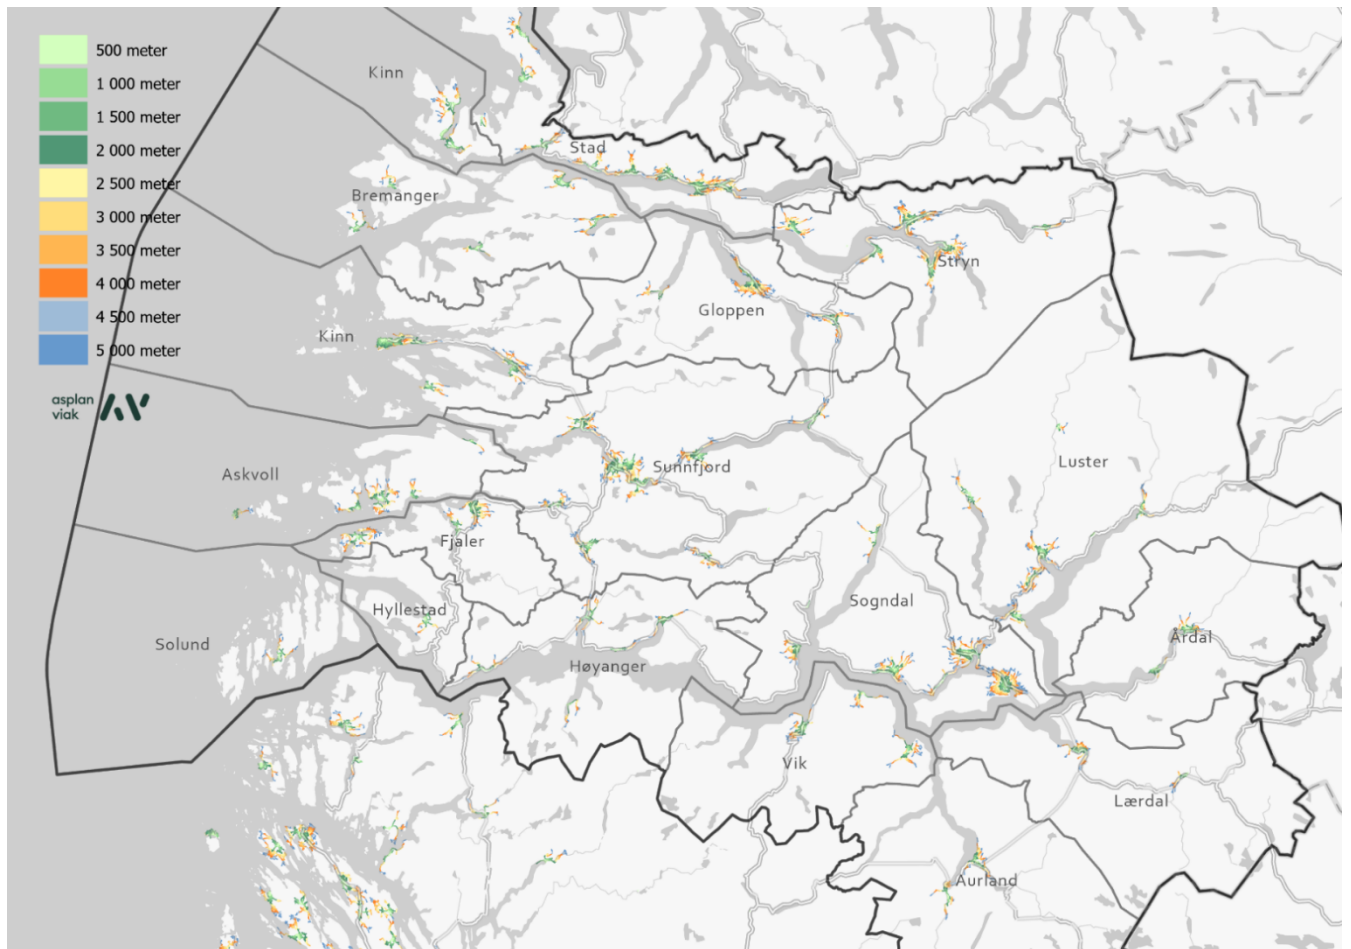 500 meter
1 000 meter
1 500 meter
2 000 meter
2 500 meter
3 000 meter
3 500 meter
4 000 meter
4 500 meter
5 000 meter
asplan
viak
Kinn
Stad
Bremanger
Stryn
Gloppen
Kinn
Sunnfjord
Luster
Askvoll
Fjaler
Hyllestad
Sogndal
Solund
Høyanger
Årdal
Vik
Lærdal
Aurland